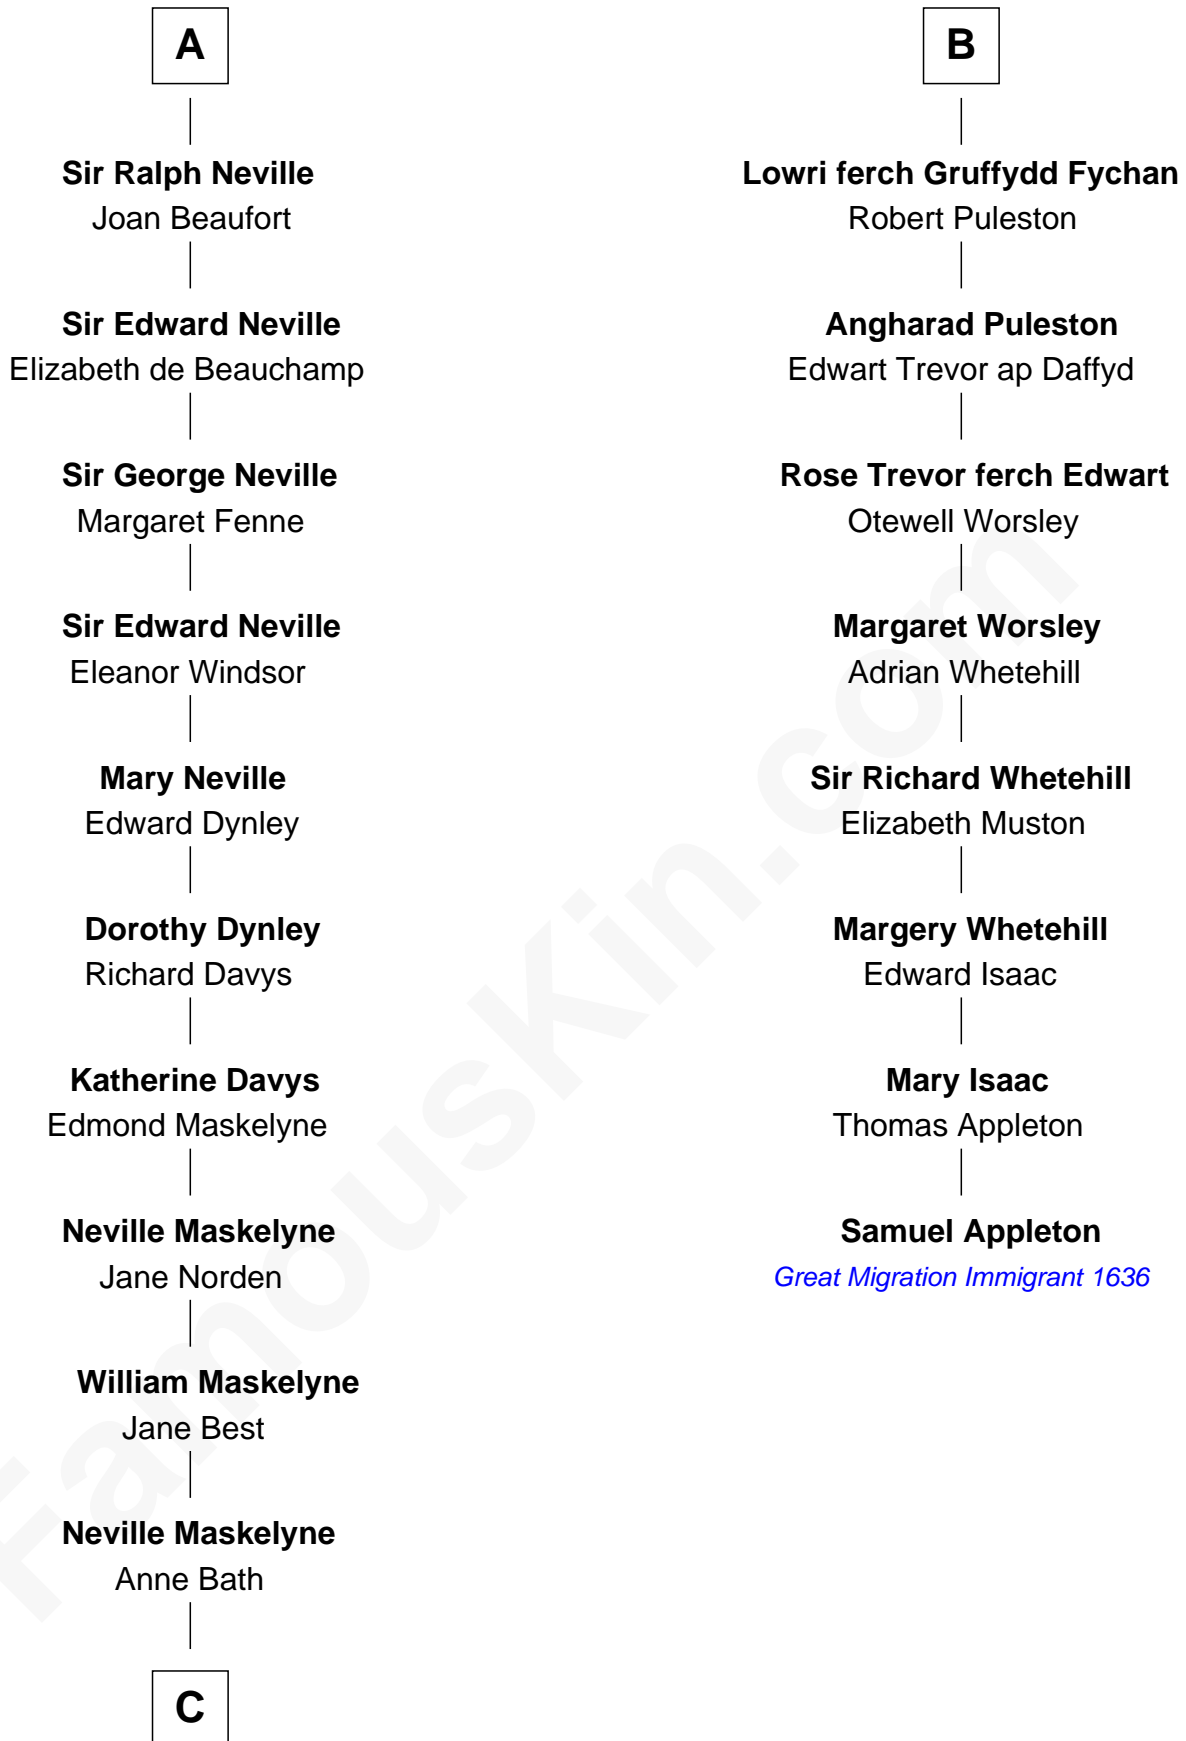 A
Sir Ralph Neville
Joan Beaufort
Sir Edward Neville
Elizabeth de Beauchamp
Sir George Neville
Margaret Fenne
Sir Edward Neville
Eleanor Windsor
Mary Neville
Edward Dynley
Dorothy Dynley
Richard Davys
Katherine Davys
Edmond Maskelyne
Neville Maskelyne
Jane Norden
William Maskelyne
Jane Best
Neville Maskelyne
Anne Bath
C
B
Lowri ferch Gruffydd Fychan
Robert Puleston
Angharad Puleston
Edwart Trevor ap Daffyd
Rose Trevor ferch Edwart
Otewell Worsley
Margaret Worsley
Adrian Whetehill
Sir Richard Whetehill
Elizabeth Muston
Margery Whetehill
Edward Isaac
Mary Isaac
Thomas Appleton
Samuel Appleton
Great Migration Immigrant 1636
FamousKin.com